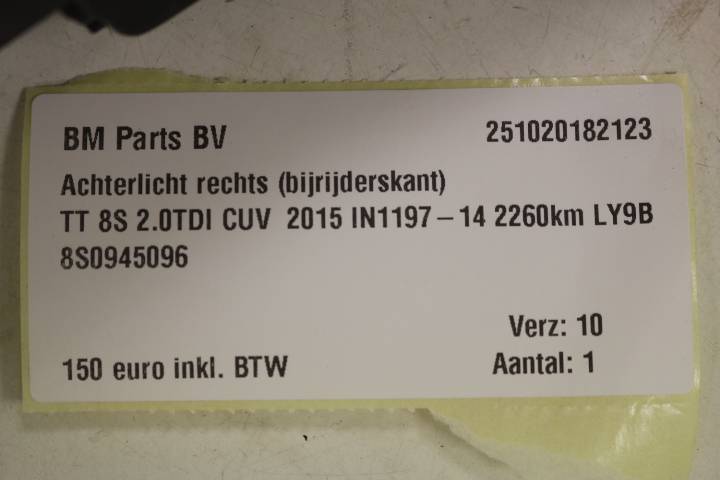 BM Parts BV 251020182123
Achterlicht rechts (bijrijderskant)
TT 8S 2.0TDI CUV 2015 IN1197-14 2260km LY9B
8S0945096
Verz: 10
150 euro inkl. BTW Aantal: 1